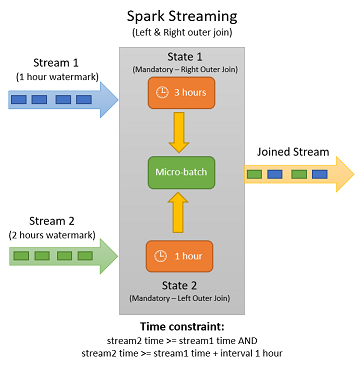 Spark Streaming
(Left & Right outer join)
Stream 1
(1 hour watermark)
State 1
(Mandatory – Right Outer Join)
3 hours
Micro-batch
Joined Stream
Stream 2
(2 hours watermark)
1 hour
State 2
(Mandatory – Left Outer Join)
Time constraint:
stream2 time >= stream1 time AND
stream2 time >= stream1 time + interval 1 hour